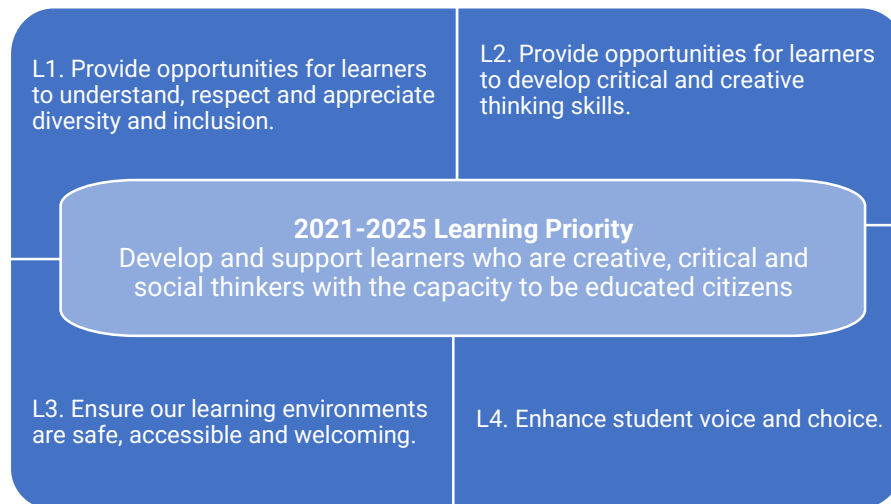 L1. Provide opportunities for learners
to understand, respect and appreciate
diversity and inclusion.
L2. Provide opportunities for learners
to develop critical and creative
thinking skills.
2021-2025 Learning Priority
Develop and support learners who are creative, critical and
social thinkers with the capacity to be educated citizens
L3. Ensure our learning environments
are safe, accessible and welcoming.
L4. Enhance student voice and choice.